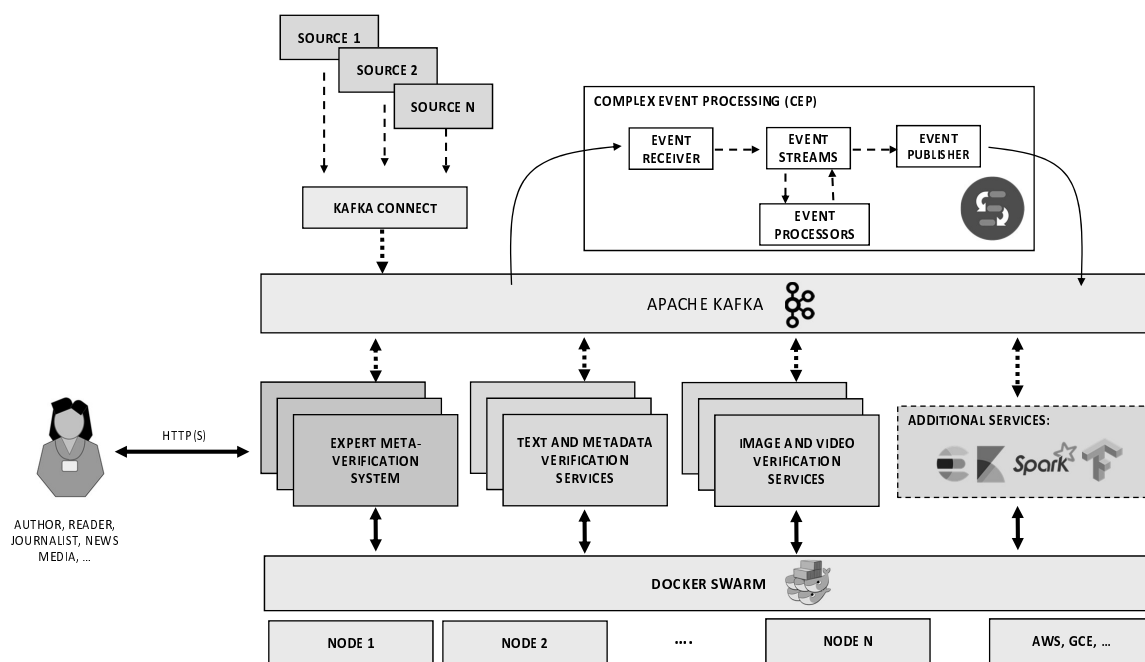 SOURCE 1
SOURCE 2
SOURCE N
KAFKA CONNECT
COMPLEX EVENT PROCESSING (CEP)
EVENT
RECEIVER
EVENT
STREAMS
EVENT
PUBLISHER
EVENT
PROCESSORS
APACHE KAFKA
HTTP(S)
AUTHOR, READER,
JOURNALIST, NEWS
MEDIA, ...
EXPERT META-
VERIFICATION
SYSTEM
TEXT AND METADATA
VERIFICATION
SERVICES
IMAGE AND VIDEO
VERIFICATION
SERVICES
ADDITIONAL SERVICES:
Spark
DOCKER SWARM
NODE 1
NODE 2
....
NODE N
AWS, GCE, ...